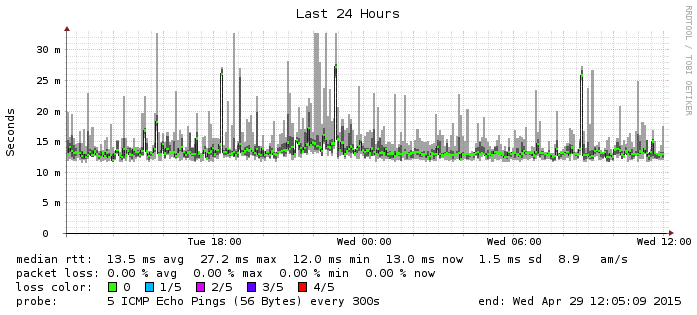 Last 24 Hours
RRDTOOL / TOBI OETIKER
Seconds
30 m
25 m
20 m
15 m
10 m
5 m
0
Tue 18:00 Wed 00:00 Wed 06:00 Wed 12:00
median rtt: 13.5 ms avg 27.2 ms max 12.0 ms min 13.0 ms now 1.5 ms sd 8.9 am/s
packet loss: 0.00 % avg 0.00 % max 0.00 % min 0.00 % now
loss color: 0 1/5 2/5 3/5 4/5
probe: 5 ICMP Echo Pings (56 Bytes) every 300s end: Wed Apr 29 12:05:09 2015